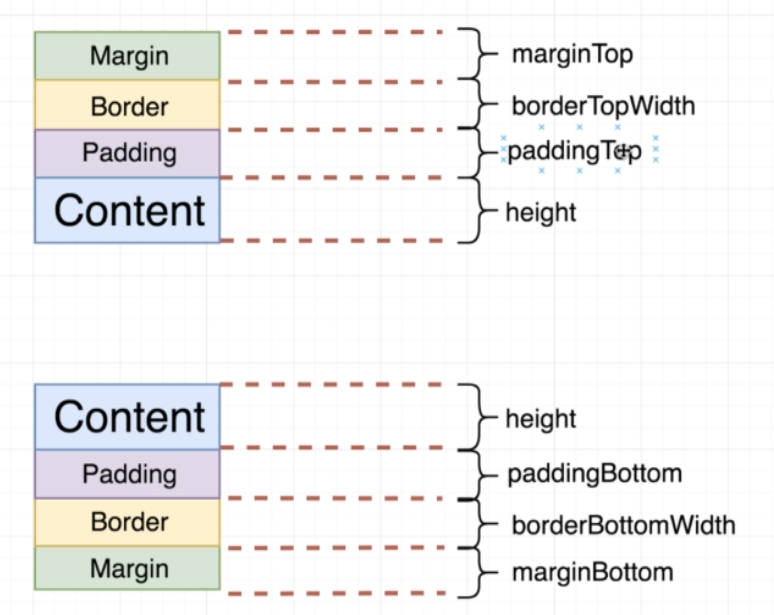 Margin
marginTop
Border
borderTopWidth
Padding
paddingTop
Content
height
Content
height
Padding
paddingBottom
Border
borderBottomWidth
Margin
marginBottom